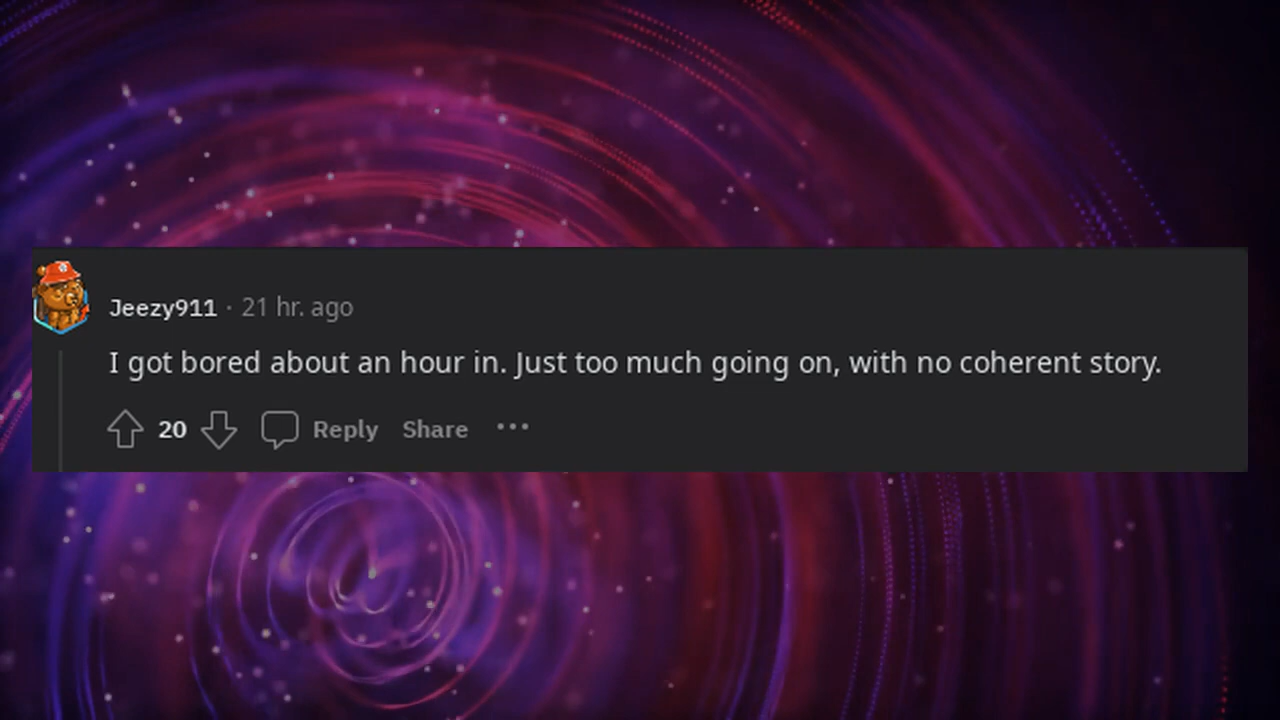 Jeezy911 · 21 hr. ago
I got bored about an hour in. Just too much going on, with no coherent story.
20 Reply Share ...